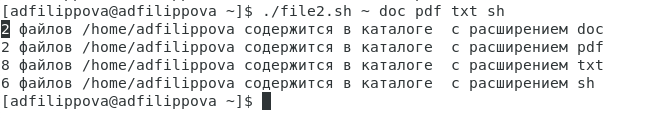 [adfilippova@adfilippova ~]$ ./file2.sh ~ doc pdf txt sh
2 файлов /home/adfilippova содержится в каталоге  с расширением doc
2 файлов /home/adfilippova содержится в каталоге  с расширением pdf
8 файлов /home/adfilippova содержится в каталоге  с расширением txt
6 файлов /home/adfilippova содержится в каталоге  с расширением sh
[adfilippova@adfilippova ~]$